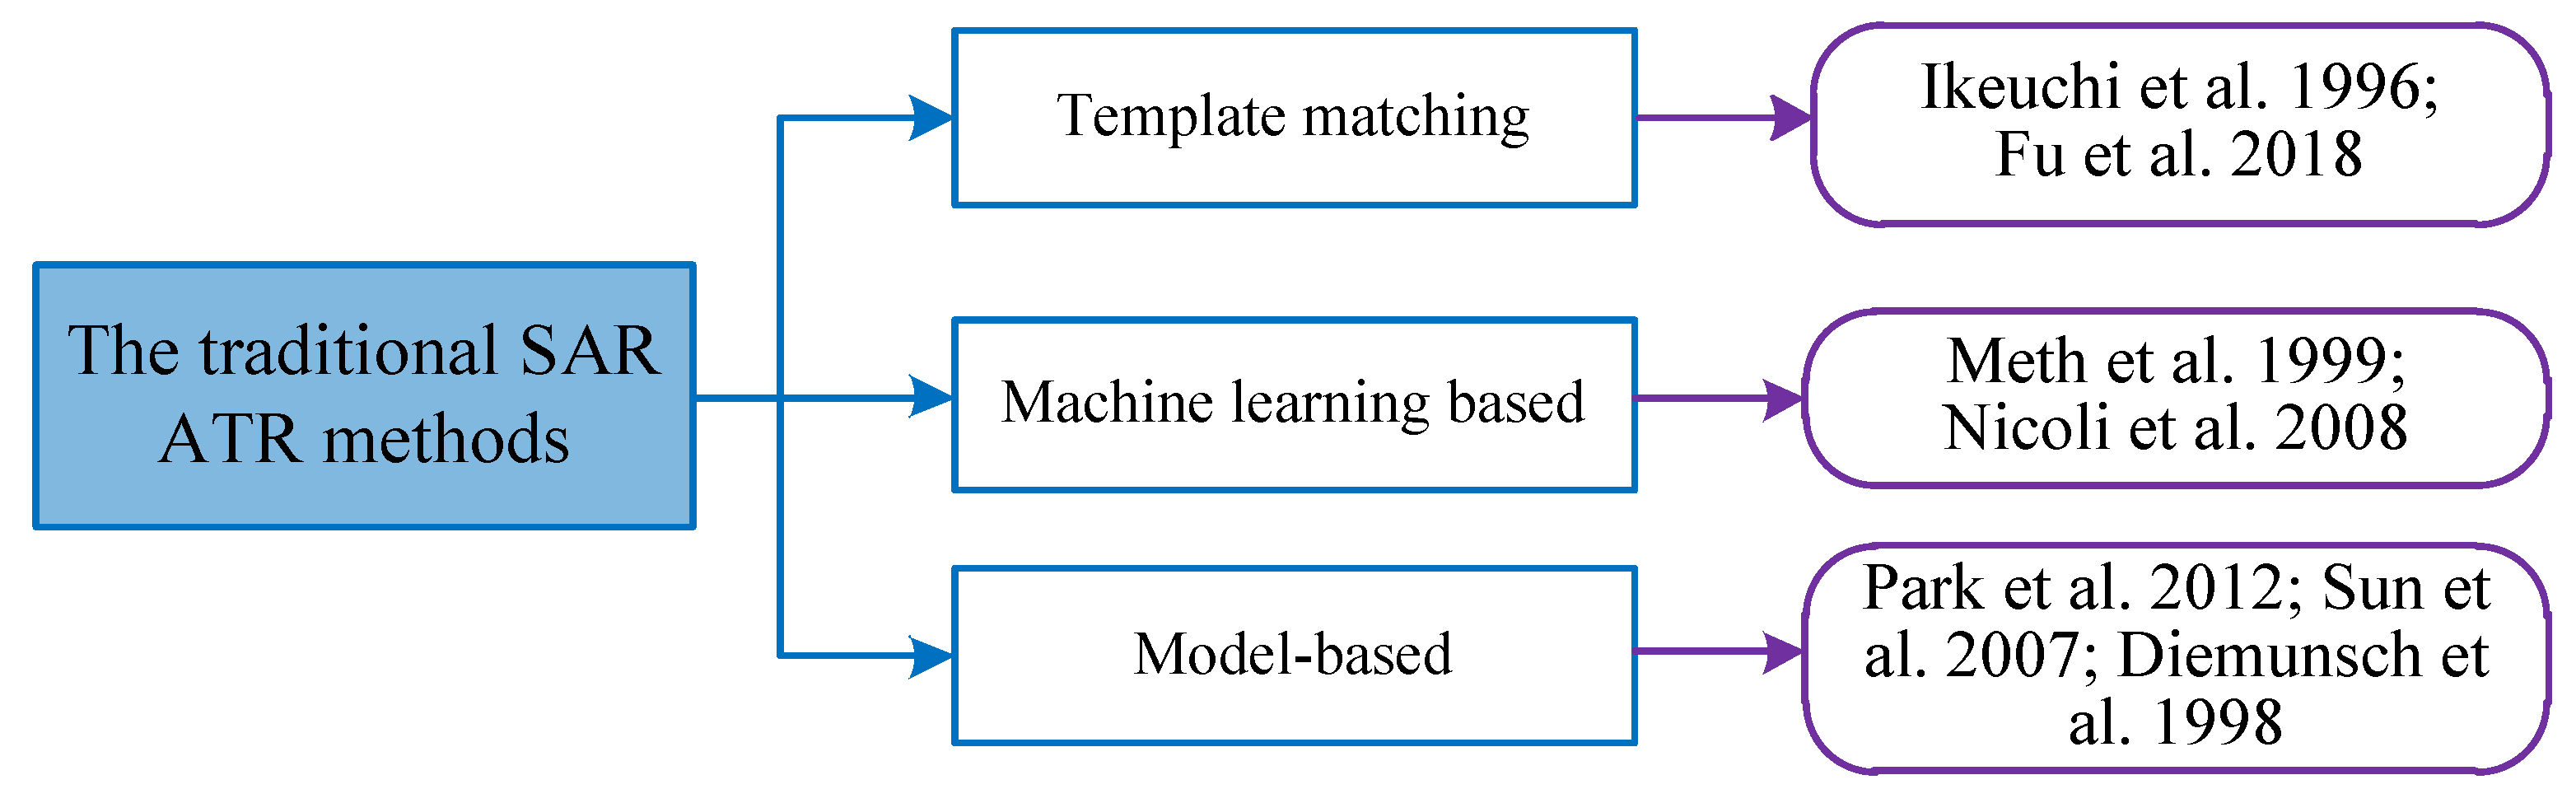 The traditional SAR
ATR methods
Template matching
Ikeuchi et al. 1996;
Fu et al. 2018
Machine learning based
Meth et al. 1999;
Nicoli et al. 2008
Model-based
Park et al. 2012; Sun et
al. 2007; Diemunsch et
al. 1998